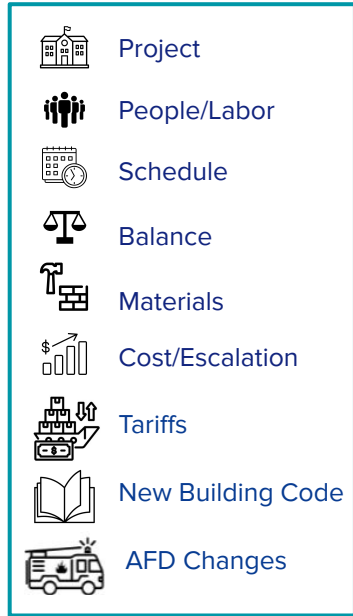 Project
People/Labor
Schedule
Balance
Materials
$
Cost/Escalation
Tariffs
-$-
New Building Code
AFD Changes